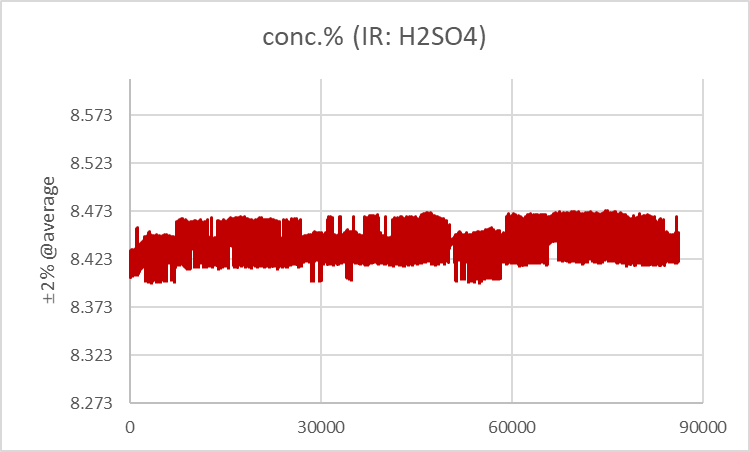 conc.% (IR: H2SO4)
±2% @average
8.573
8.523
8.473
8.423
8.373
8.323
8.273
0 30000 60000 90000